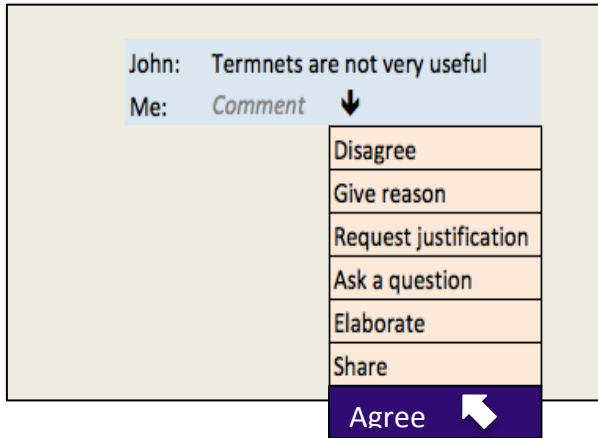 John: Termnets are not very useful
Me: Comment
Disagree
Give reason
Request justification
Ask a question
Elaborate
Share
Agree